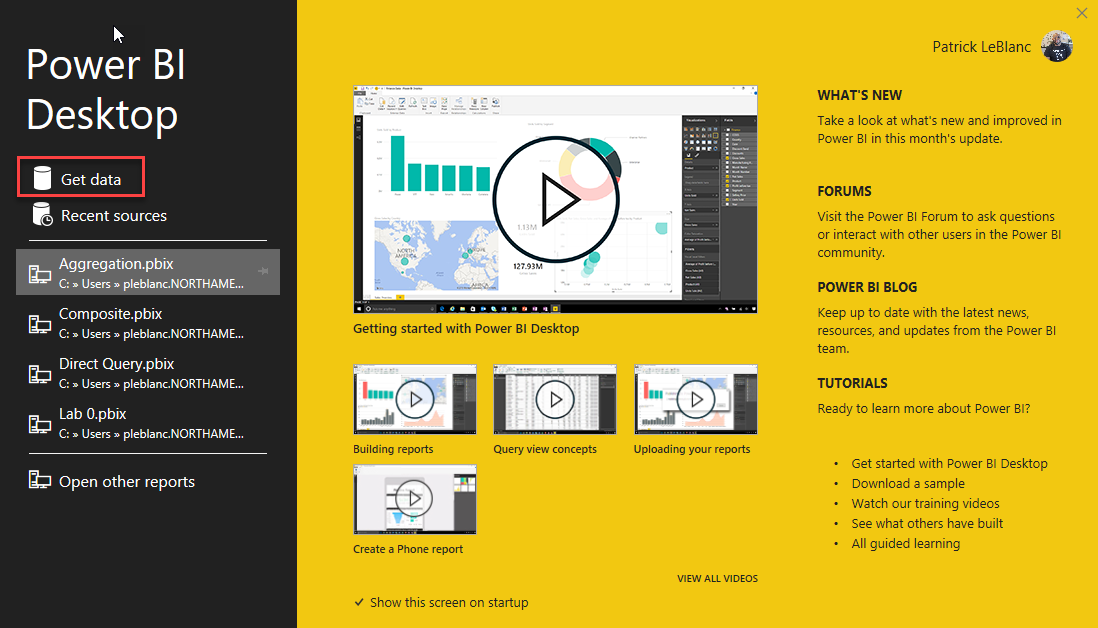 Power BI
Desktop
Get data
Recent sources
Aggregation.pbix
C: » Users » pleblanc.NORTHAME...
Composite.pbix
C: » Users » pleblanc.NORTHAME...
Direct Query.pbix
C: » Users » pleblanc.NORTHAME...
Lab 0.pbix
C: » Users » pleblanc.NORTHAME...
Open other reports
1.13M
127.93M
NORTH
AMERICA
EUROPE
Getting started with Power BI Desktop
Building reports
Query view concepts
Uploading your reports
Create a Phone report
VIEW ALL VIDEOS
Show this screen on startup
Patrick LeBlanc
WHAT'S NEW
Take a look at what's new and improved in
Power BI in this month's update.
FORUMS
Visit the Power BI Forum to ask questions
or interact with other users in the Power BI
community.
POWER BI BLOG
Keep up to date with the latest news,
resources, and updates from the Power BI
team.
TUTORIALS
Ready to learn more about Power BI?
• Get started with Power BI Desktop
• Download a sample
• Watch our training videos
• See what others have built
• All guided learning